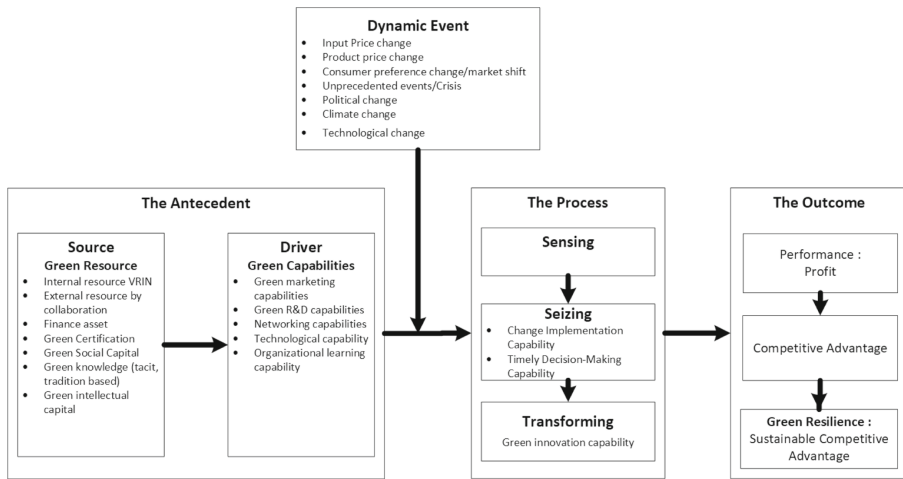 Dynamic Event
• Input Price change
• Product price change
• Consumer preference change/market shift
• Unprecedented events/Crisis
• Political change
• Climate change
• Technological change
The Antecedent
Source
Green Resource
• Internal resource VRIN
• External resource by
collaboration
• Finance asset
• Green Certification
• Green Social Capital
• Green knowledge (tacit,
tradition based)
• Green intellectual
capital
Driver
Green Capabilities
• Green marketing
capabilities
• Green R&D capabilities
• Networking capabilities
• Technological capability
• Organizational learning
capability
The Process
Sensing
Seizing
• Change Implementation
Capability
• Timely Decision-Making
Capability
Transforming
Green innovation capability
The Outcome
Performance :
Profit
Competitive Advantage
Green Resilience :
Sustainable Competitive
Advantage